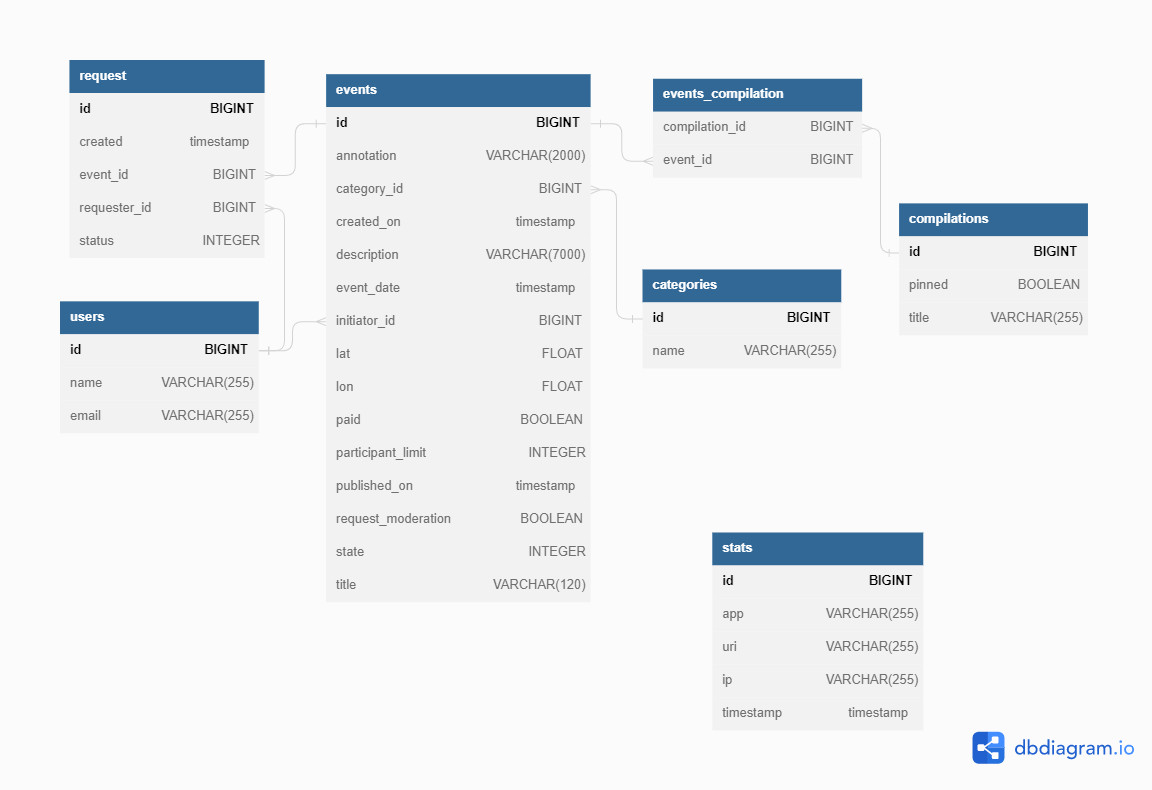 request
id BIGINT
created timestamp
event_id BIGINT
requester_id BIGINT
status INTEGER
users
id BIGINT
name VARCHAR(255)
email VARCHAR(255)
events
id BIGINT
annotation VARCHAR(2000)
category_id BIGINT
created_on timestamp
description VARCHAR(7000)
event_date timestamp
initiator_id BIGINT
lat FLOAT
lon FLOAT
paid BOOLEAN
participant_limit INTEGER
published_on timestamp
request_moderation BOOLEAN
state INTEGER
title VARCHAR(120)
events_compilation
compilation_id BIGINT
event_id BIGINT
categories
id BIGINT
name VARCHAR(255)
compilations
id BIGINT
pinned BOOLEAN
title VARCHAR(255)
stats
id BIGINT
app VARCHAR(255)
uri VARCHAR(255)
ip VARCHAR(255)
timestamp timestamp
dbdiagram.io